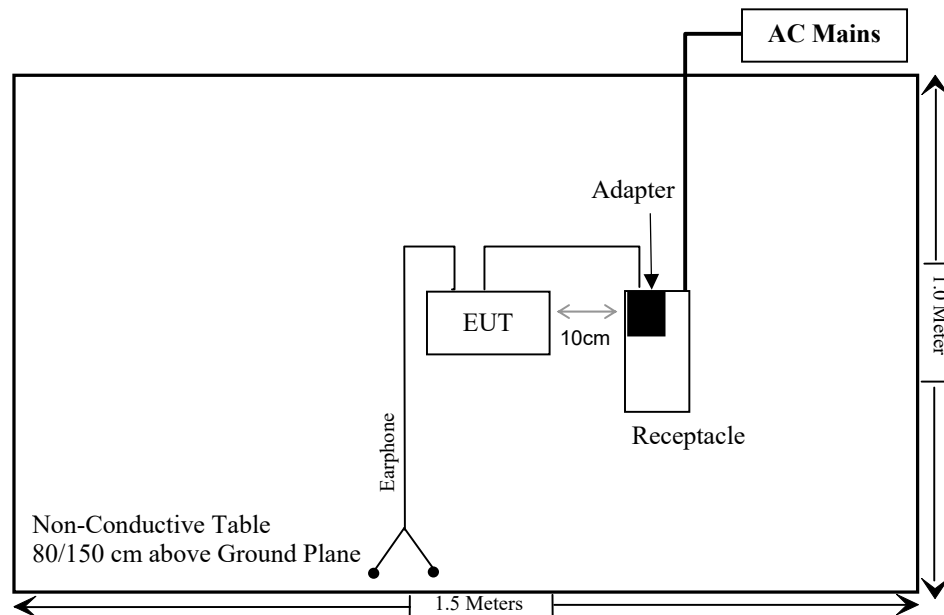 AC Mains
Adapter
EUT
10cm
1.0 Meter
Receptacle
Earphone
Non-Conductive Table
80/150 cm above Ground Plane
1.5 Meters